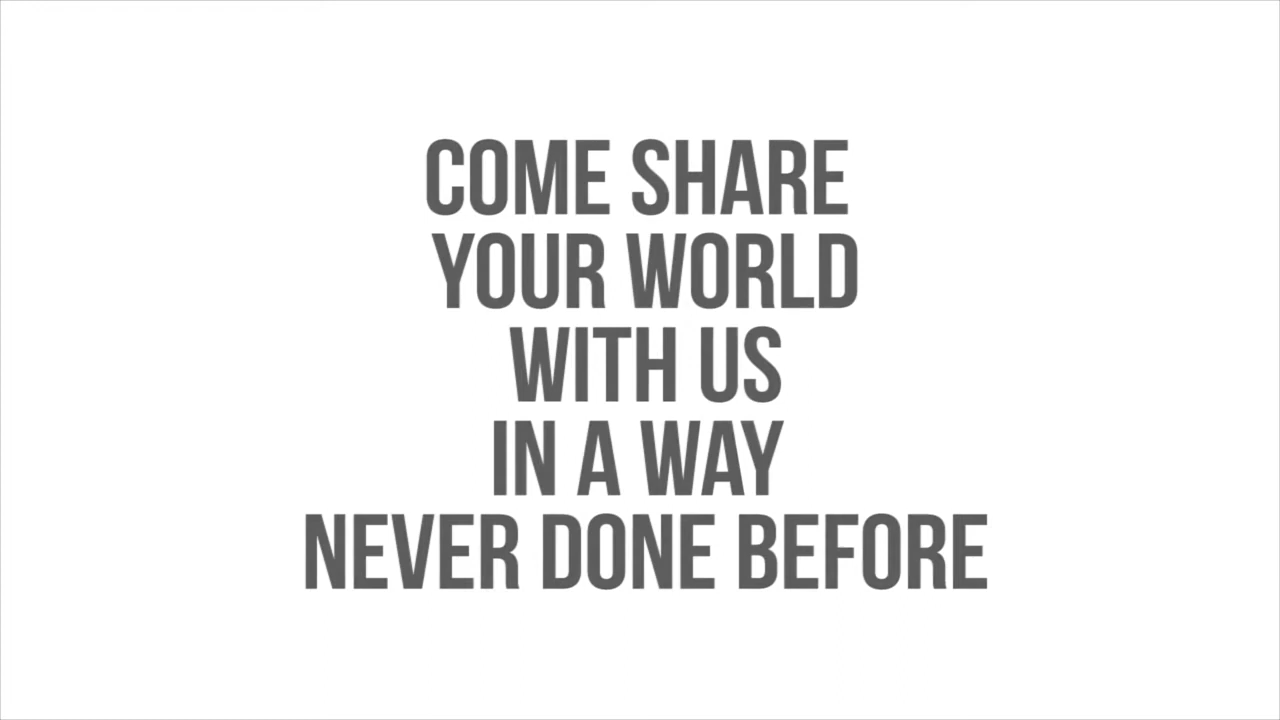 COME SHARE
YOUR WORLD
WITH US
IN A WAY
NEVER DONE BEFORE